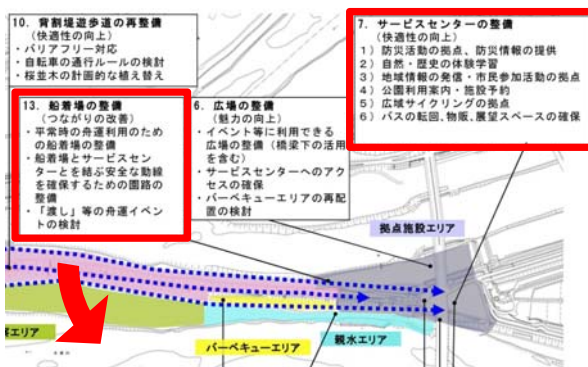 10. 背割堤遊歩道の再整備
（快適性の向上）
・バリアフリー対応
・自転車の通行ルールの検討
・桜並木の計画的な植え替え
7. サービスセンターの整備
（快適性の向上）
1）防災活動の拠点、防災情報の提供
2）自然・歴史の体験学習
3）地域情報の発信・市民参加活動の拠点
4）公園利用案内・施設予約
5）広域サイクリングの拠点
6）バスの転回、物販、展望スペースの確保
13. 船着場の整備
（つながりの改善）
・平常時の舟運利用のため
の船着場の整備
・船着場とサービスセン
ターとを結ぶ安全な動線
を確保するための園路の
整備
・「渡し」等の舟運イベン
トの検討
6. 広場の整備
（魅力の向上）
・イベント等に利用できる
広場の整備（橋梁下の活用
を含む）
・サービスセンターへのアク
セスの確保
・バーベキューエリアの再配
置の検討
拠点施設エリア
エリア
バーベキューエリア
親水エリア